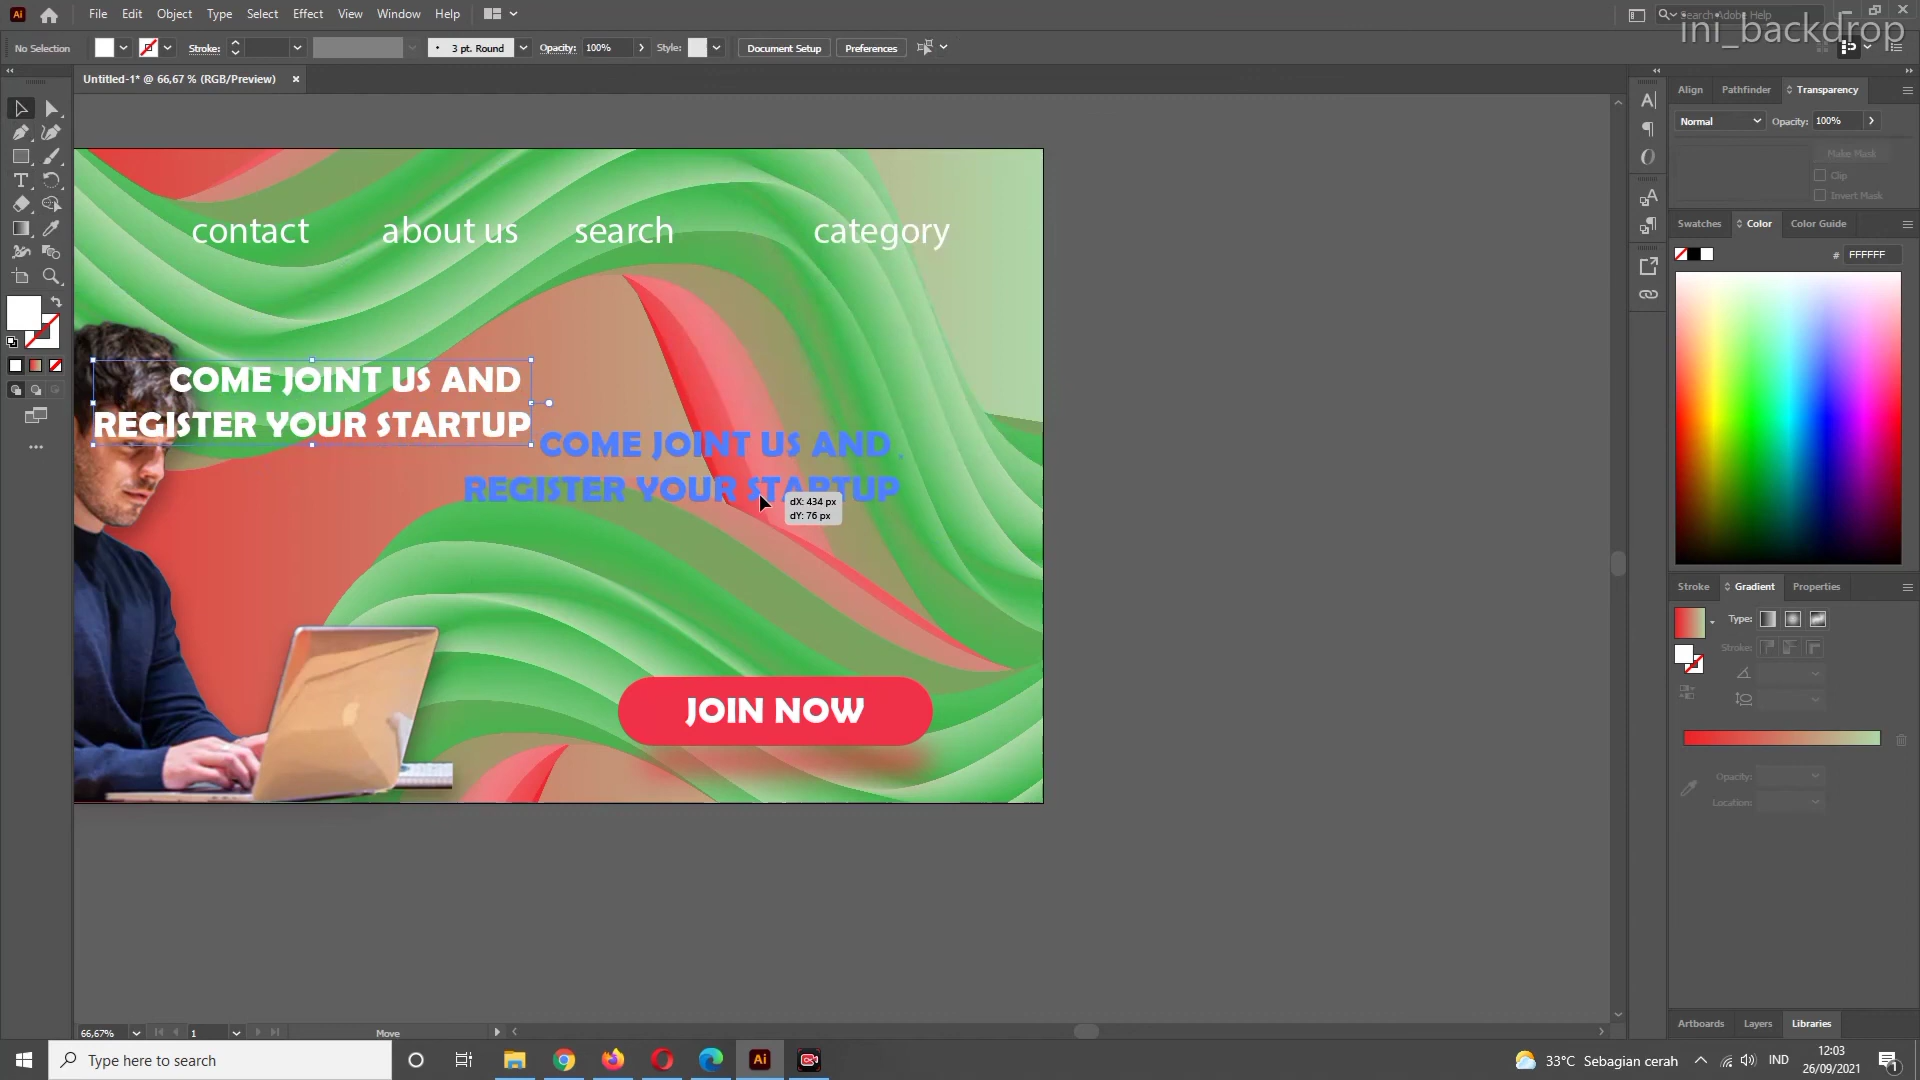 File Edit Object Type Select Effect View Window Help
Search Adobe Help
ini_backdrop
No Selection
Stroke:
3 pt. Round
Opacity: 100%
Style:
Document Setup
Preferences
Untitled-1* @ 66,67 % (RGB/Preview)
Align Pathfinder Transparency
Normal
Opacity: 100%
Make Mask
Clip
Invert Mask
Swatches Color Color Guide
# FFFFFF
contact about us search category
COME JOINT US AND
REGISTER YOUR STARTUP
COME JOINT US AND
REGISTER YOUR STARTUP
dX: 434 px
dY: 76 px
JOIN NOW
Stroke Gradient Properties
Type:
Stroke:
Opacity:
Location:
Artboards Layers Libraries
66,67%
1
Move
Type here to search
33°C Sebagian cerah
IND
12:03
26/09/2021
1